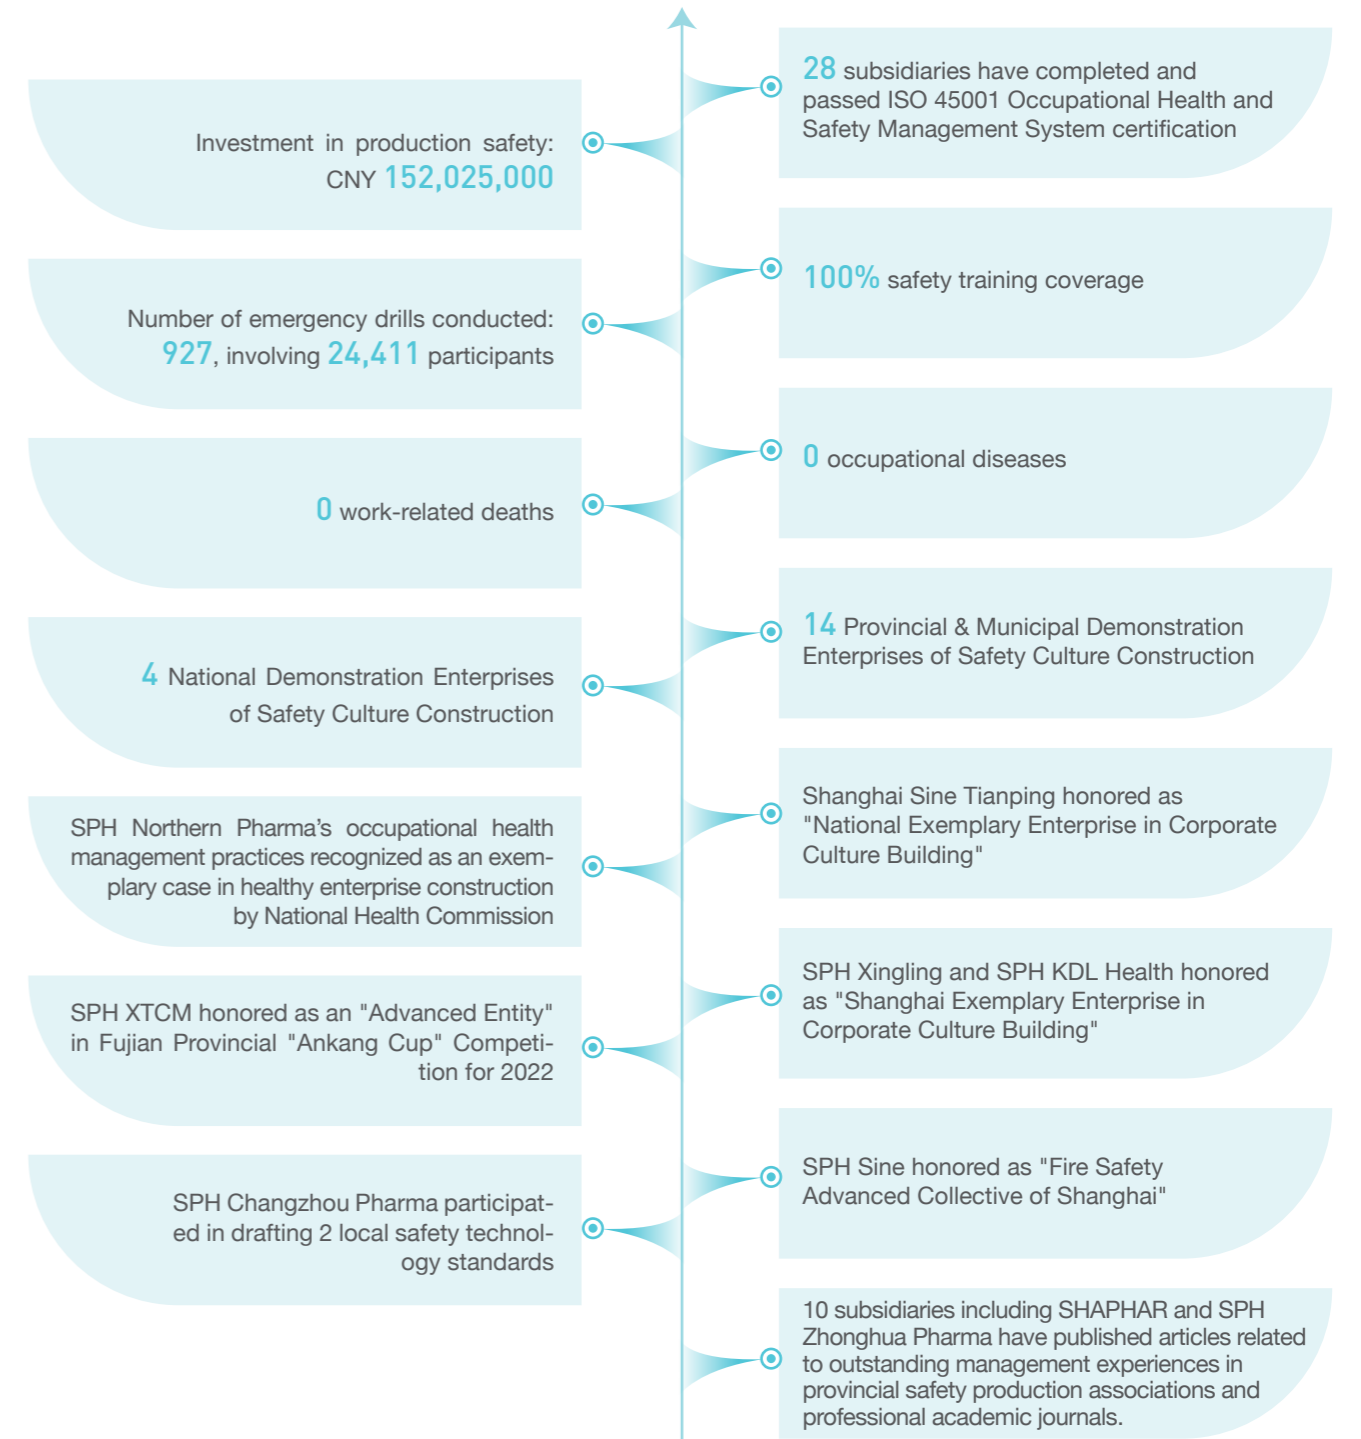 28 subsidiaries have completed and
passed ISO 45001 Occupational Health and
Safety Management System certification
Investment in production safety:
CNY 152,025,000
100% safety training coverage
Number of emergency drills conducted:
927, involving 24,411 participants
0 occupational diseases
0 work-related deaths
14 Provincial & Municipal Demonstration
Enterprises of Safety Culture Construction
4 National Demonstration Enterprises
of Safety Culture Construction
Shanghai Sine Tianping honored as
"National Exemplary Enterprise in Corporate
Culture Building"
SPH Northern Pharma's occupational health
management practices recognized as an exem-
plary case in healthy enterprise construction
by National Health Commission
SPH Xingling and SPH KDL Health honored
as "Shanghai Exemplary Enterprise in
Corporate Culture Building"
SPH XTCM honored as an "Advanced Entity"
in Fujian Provincial "Ankang Cup" Competi-
tion for 2022
SPH Sine honored as "Fire Safety
Advanced Collective of Shanghai"
SPH Changzhou Pharma participat-
ed in drafting 2 local safety technol-
ogy standards
10 subsidiaries including SHAPHAR and SPH
Zhonghua Pharma have published articles related
to outstanding management experiences in
provincial safety production associations and
professional academic journals.